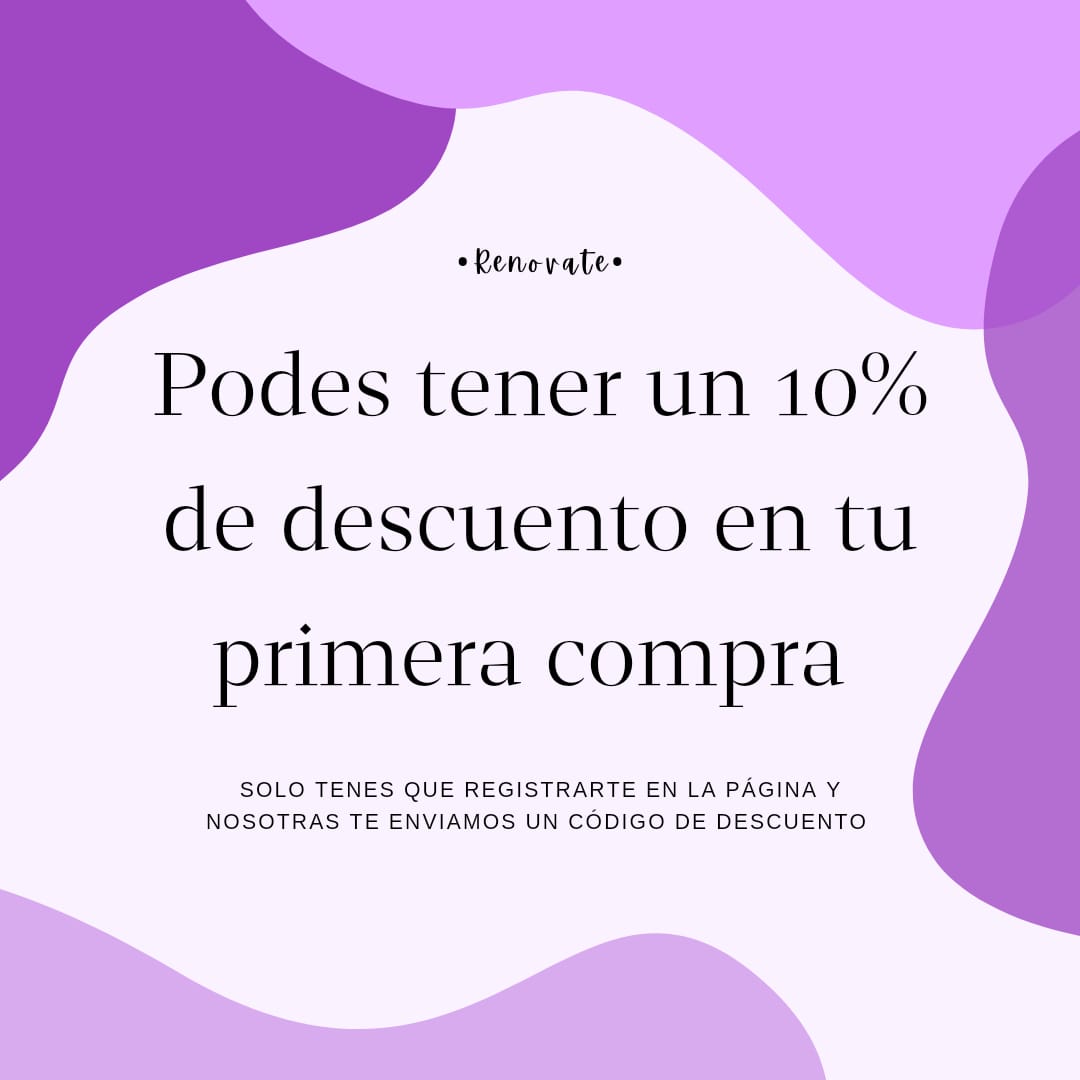 •Renovate•
Podes tener un 10%
de descuento en tu
primera compra
SOLO TENES QUE REGISTRARTE EN LA PÁGINA Y
NOSOTRAS TE ENVIAMOS UN CÓDIGO DE DESCUENTO